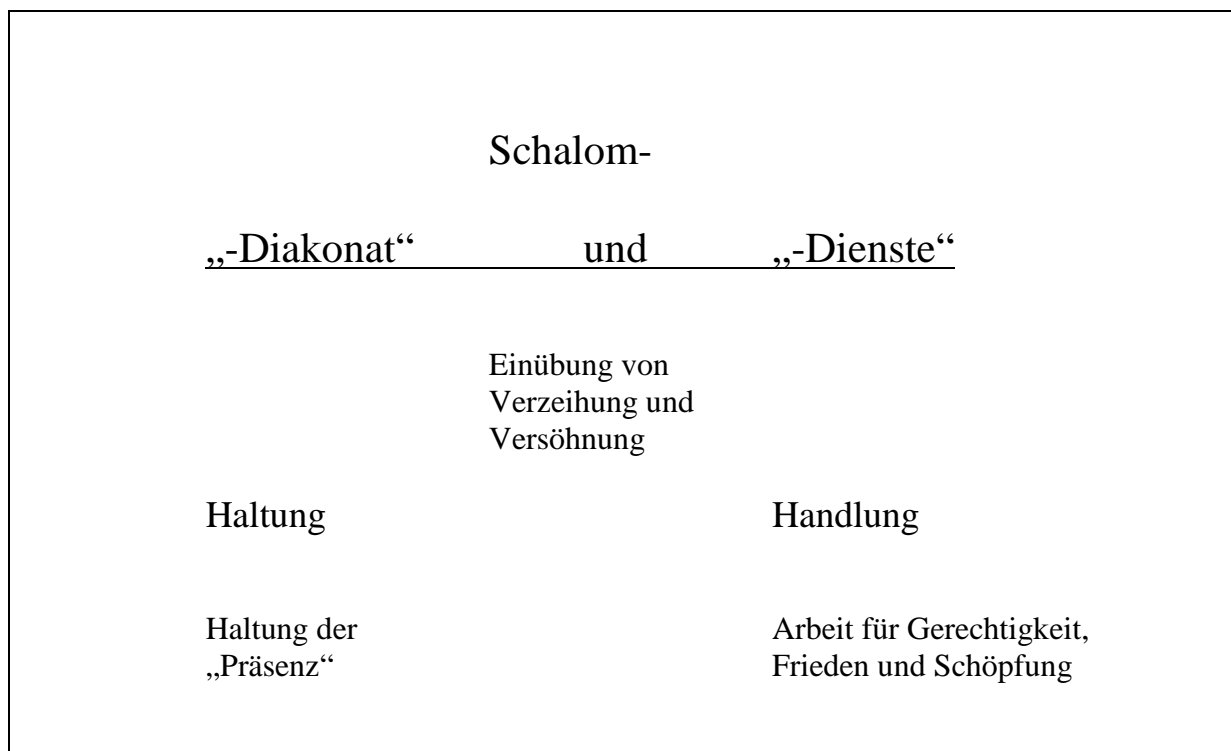 Schalom-
„-Diakonat“ und „-Dienste“
Einübung von
Verzeihung und
Versöhnung
Haltung Handlung
Haltung der Arbeit für Gerechtigkeit,
„Präsenz“ Frieden und Schöpfung